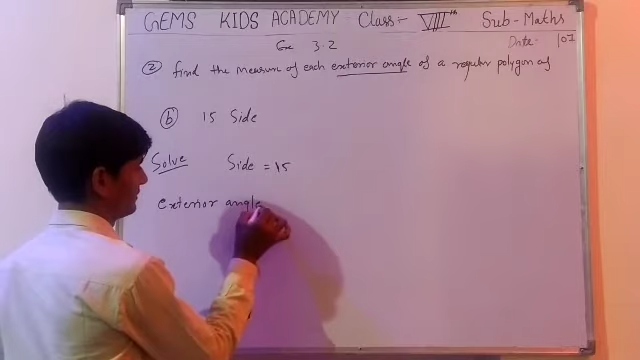 GEMS KIDS ACADEMY Class:- VIII th Sub-Maths
Ex 3.2 Date-
② find the measure of each exterior angle of a regular polygon of
ⓑ 15 Side
Solve Side = 15
exterior angle